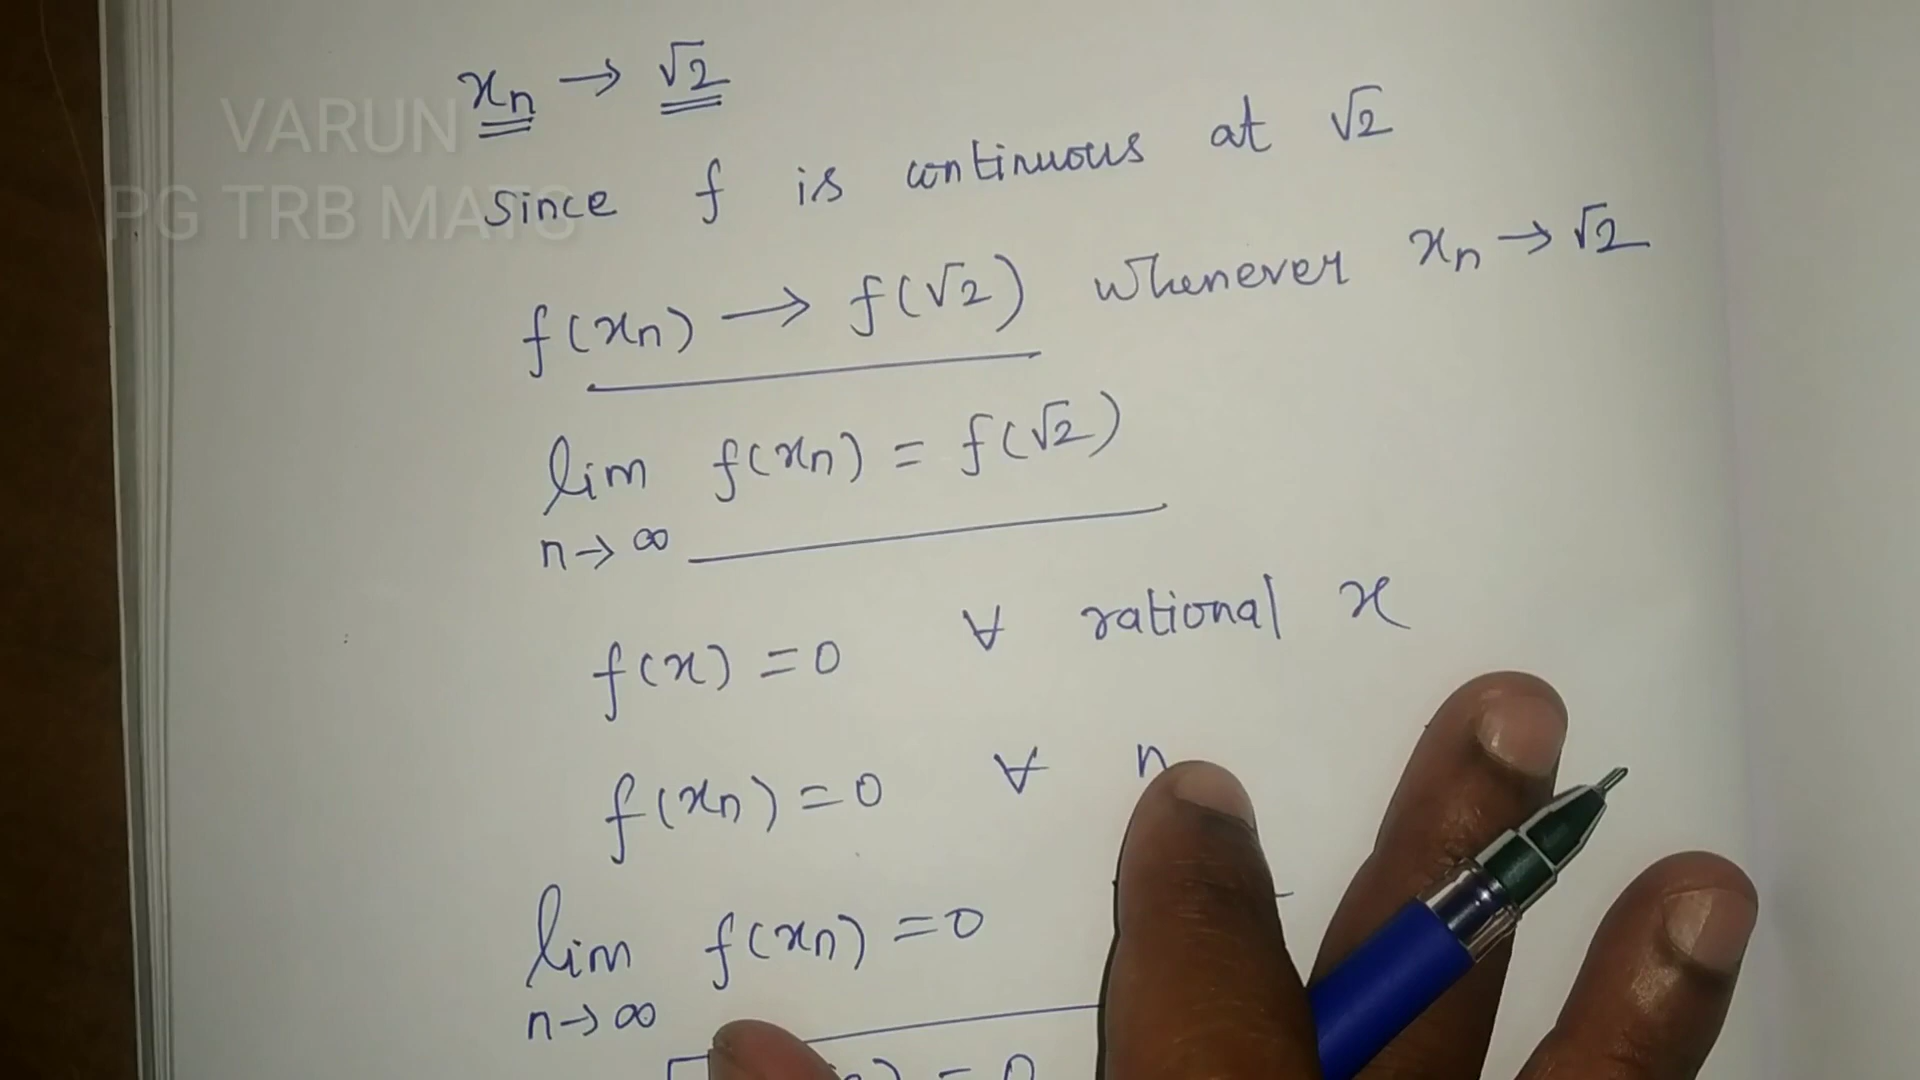 xₙ → √2
VARUN
PG TRB MATS
since f is continuous at √2
f(xₙ) → f(√2) whenever xₙ → √2
lim f(xₙ) = f(√2)
n→∞
f(x) = 0 ∀ rational x
f(xₙ) = 0 ∀ n
lim f(xₙ) = 0
n→∞
) = 0